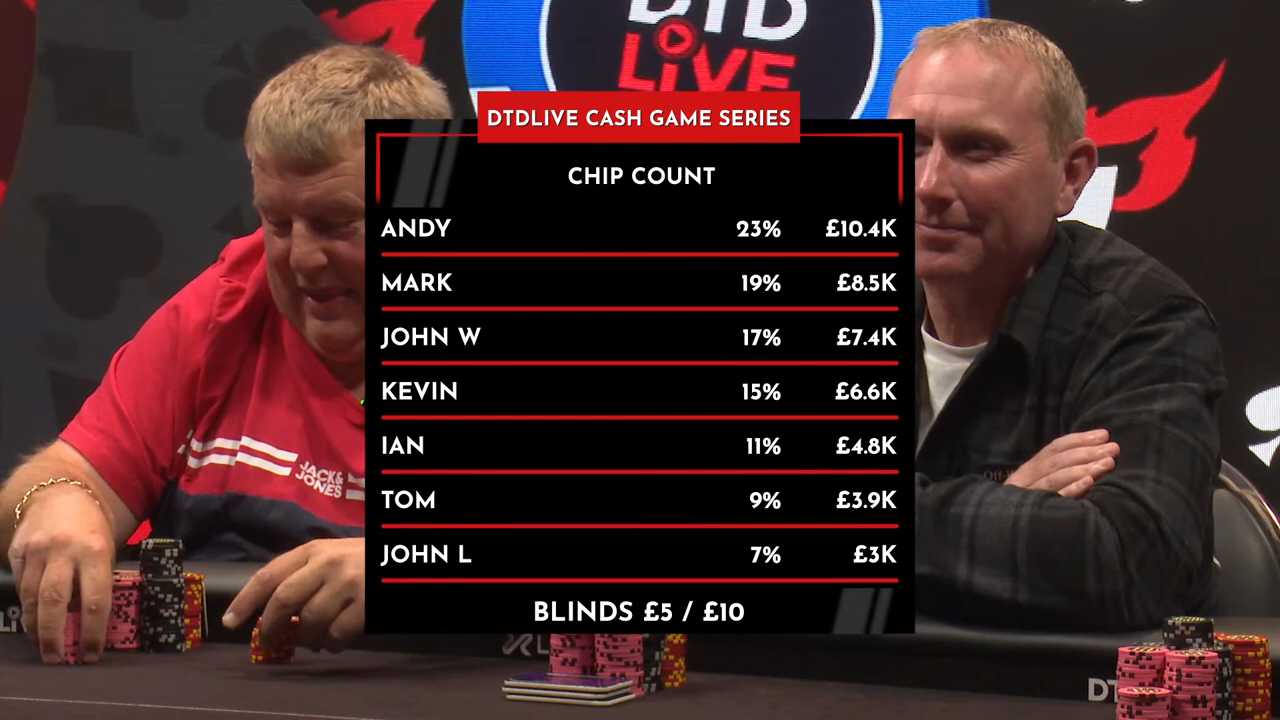 DTD
LIVE
DTDLIVE CASH GAME SERIES
CHIP COUNT
ANDY 23% £10.4K
MARK 19% £8.5K
JOHN W 17% £7.4K
KEVIN 15% £6.6K
IAN 11% £4.8K
TOM 9% £3.9K
JOHN L 7% £3K
BLINDS £5 / £10
JACK&
JONES